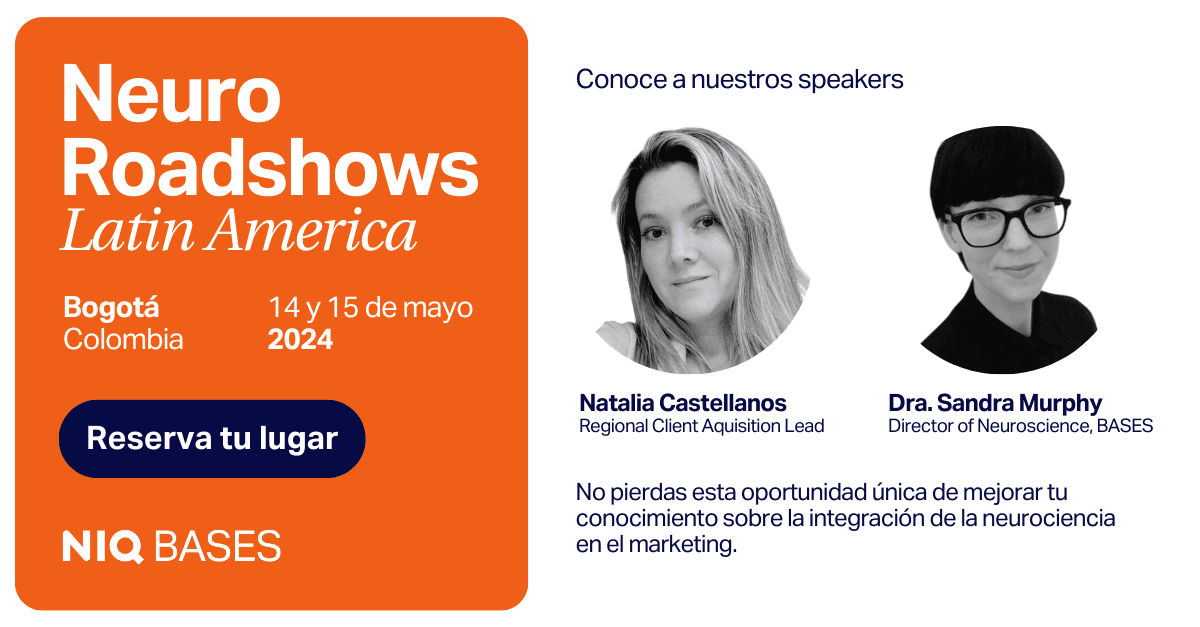 Neuro
Roadshows
Latin America
Bogotá
Colombia
14 y 15 de mayo
2024
Reserva tu lugar
NIQ BASES
Conoce a nuestros speakers
Natalia Castellanos
Regional Client Aquisition Lead
Dra. Sandra Murphy
Director of Neuroscience, BASES
No pierdas esta oportunidad única de mejorar tu
conocimiento sobre la integración de la neurociencia
en el marketing.